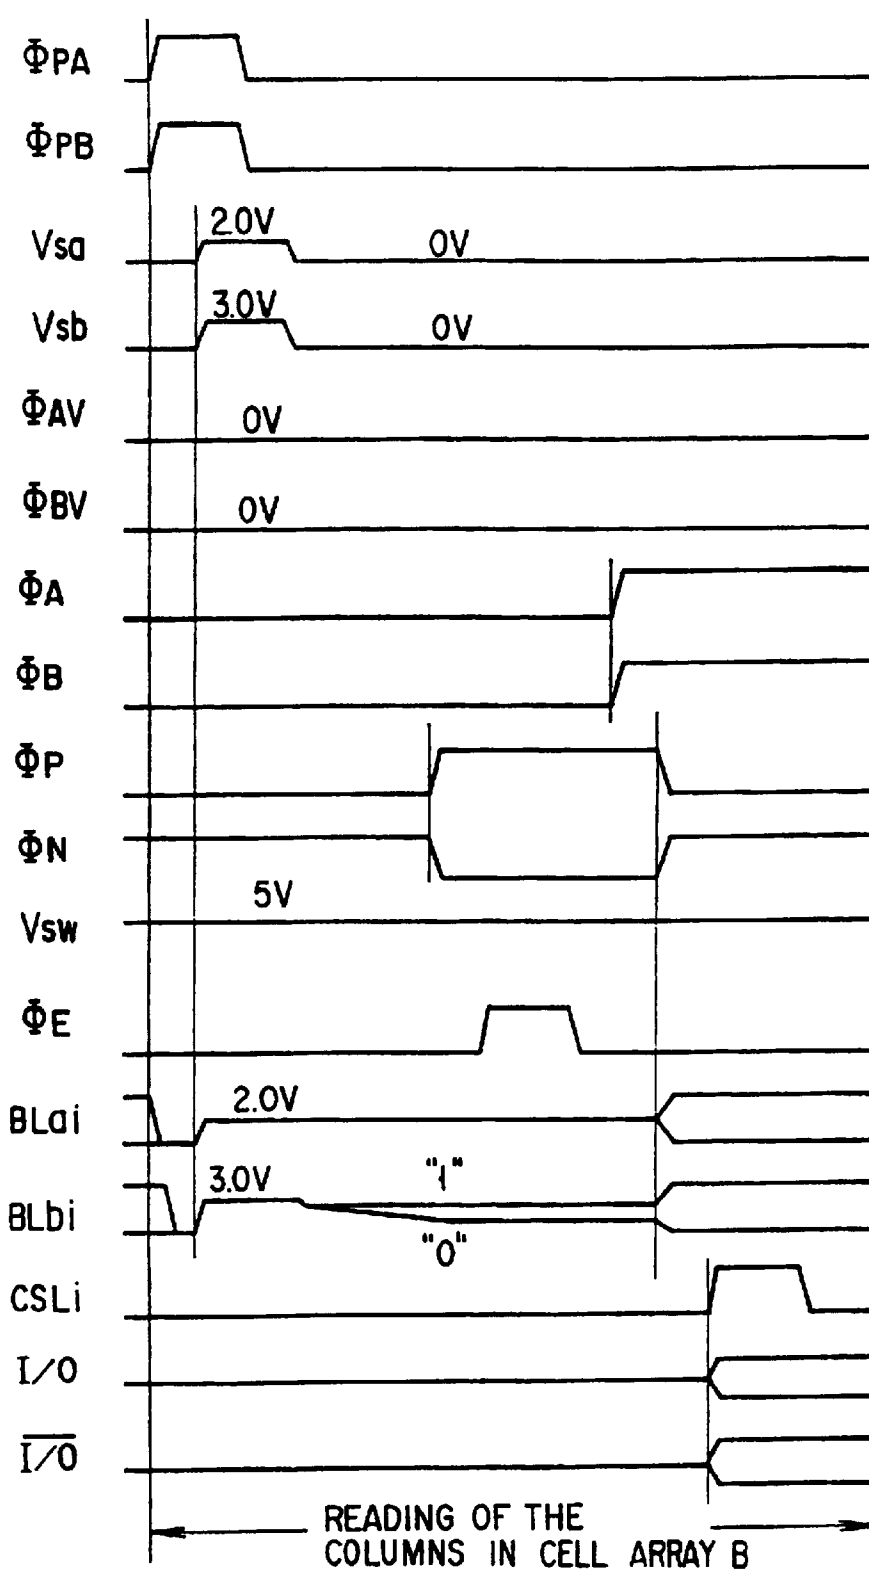 ΦPA
ΦPB
Vsa 2.0V 0V
Vsb 3.0V 0V
ΦAV 0V
ΦBV 0V
ΦA
ΦB
ΦP
ΦN
Vsw 5V
ΦE
BLai 2.0V
BLbi 3.0V "1"
"0"
CSLi
I/O
I/O
READING OF THE
COLUMNS IN CELL ARRAY B